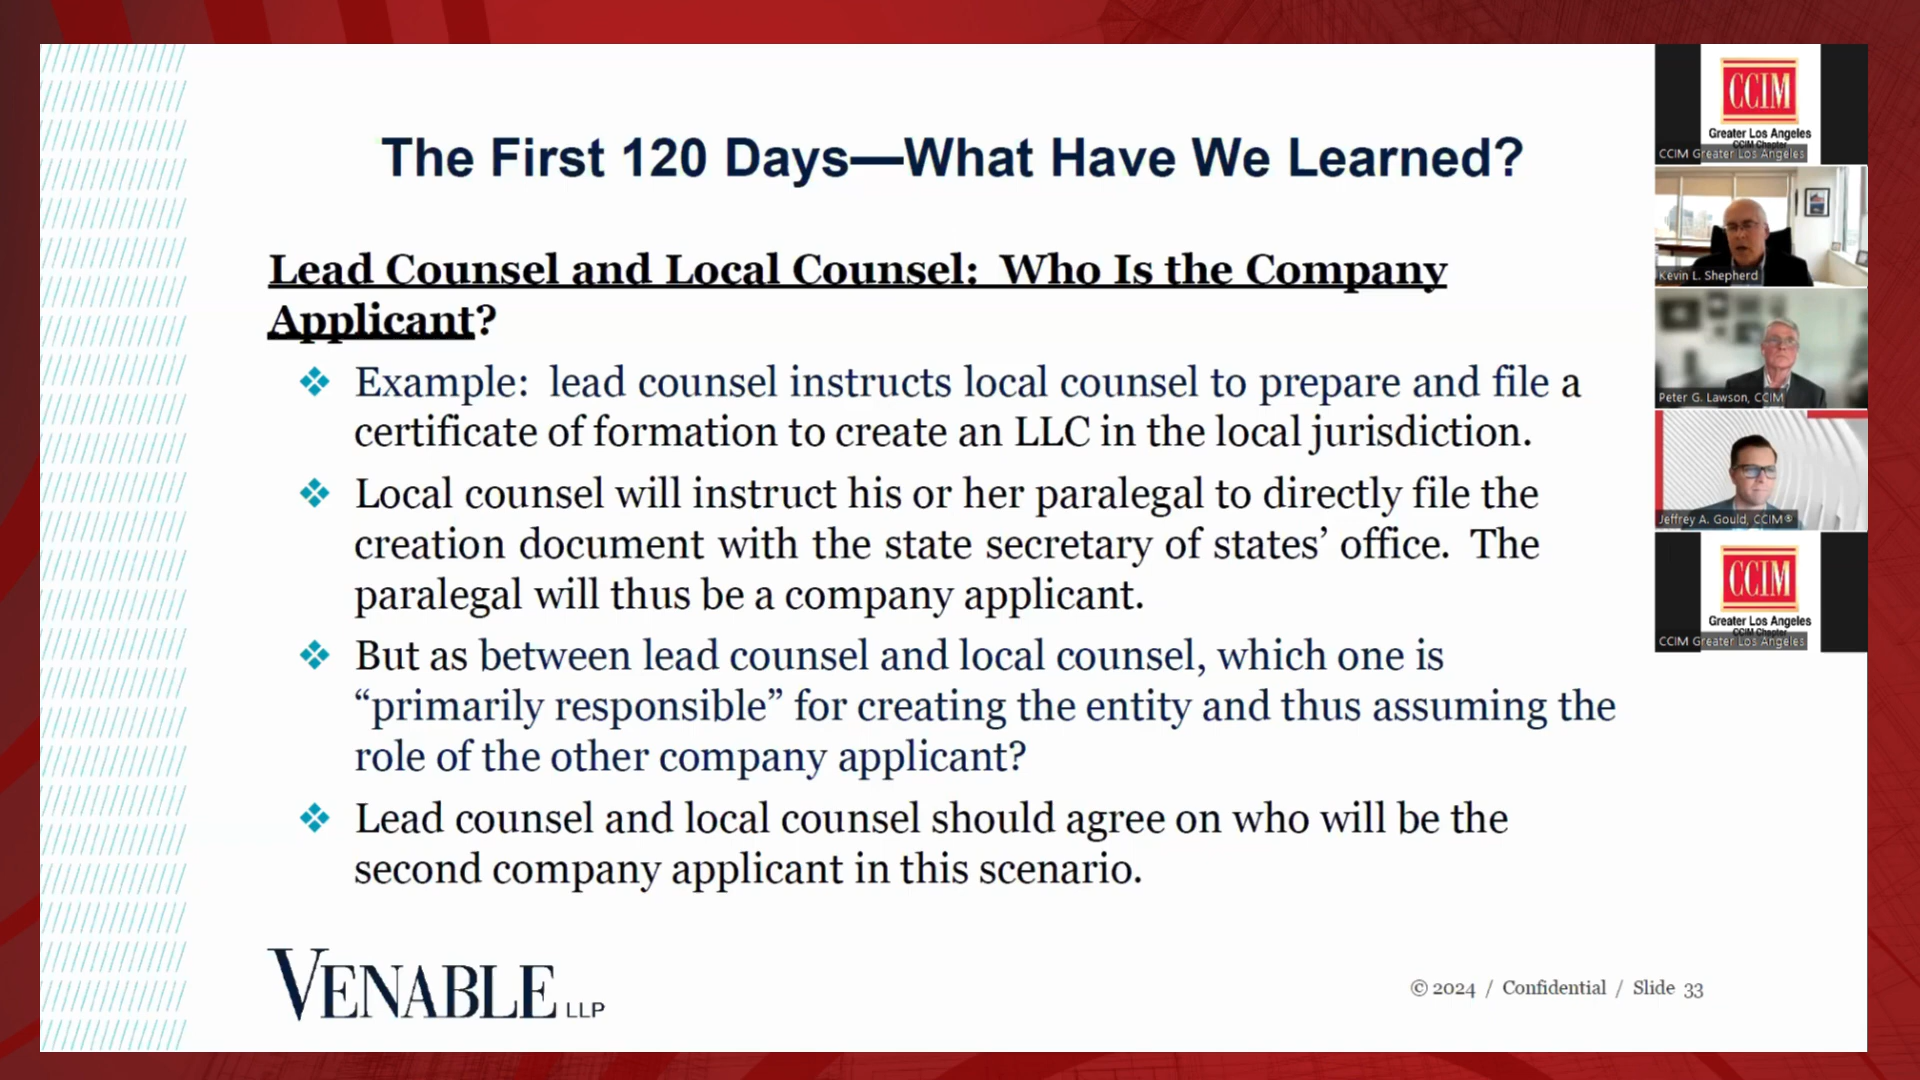 The First 120 Days—What Have We Learned?
Lead Counsel and Local Counsel:  Who Is the Company
Applicant?
❖ Example:  lead counsel instructs local counsel to prepare and file a
certificate of formation to create an LLC in the local jurisdiction.
❖ Local counsel will instruct his or her paralegal to directly file the
creation document with the state secretary of states’ office.  The
paralegal will thus be a company applicant.
❖ But as between lead counsel and local counsel, which one is
“primarily responsible” for creating the entity and thus assuming the
role of the other company applicant?
❖ Lead counsel and local counsel should agree on who will be the
second company applicant in this scenario.
VENABLE LLP
© 2024 / Confidential / Slide 33
CCIM
Greater Los Angeles
CCIM Chapter
CCIM Greater Los Angeles
Kevin L. Shepherd
Peter G. Lawson, CCIM
Jeffrey A. Gould, CCIM®
CCIM
Greater Los Angeles
CCIM Chapter
CCIM Greater Los Angeles